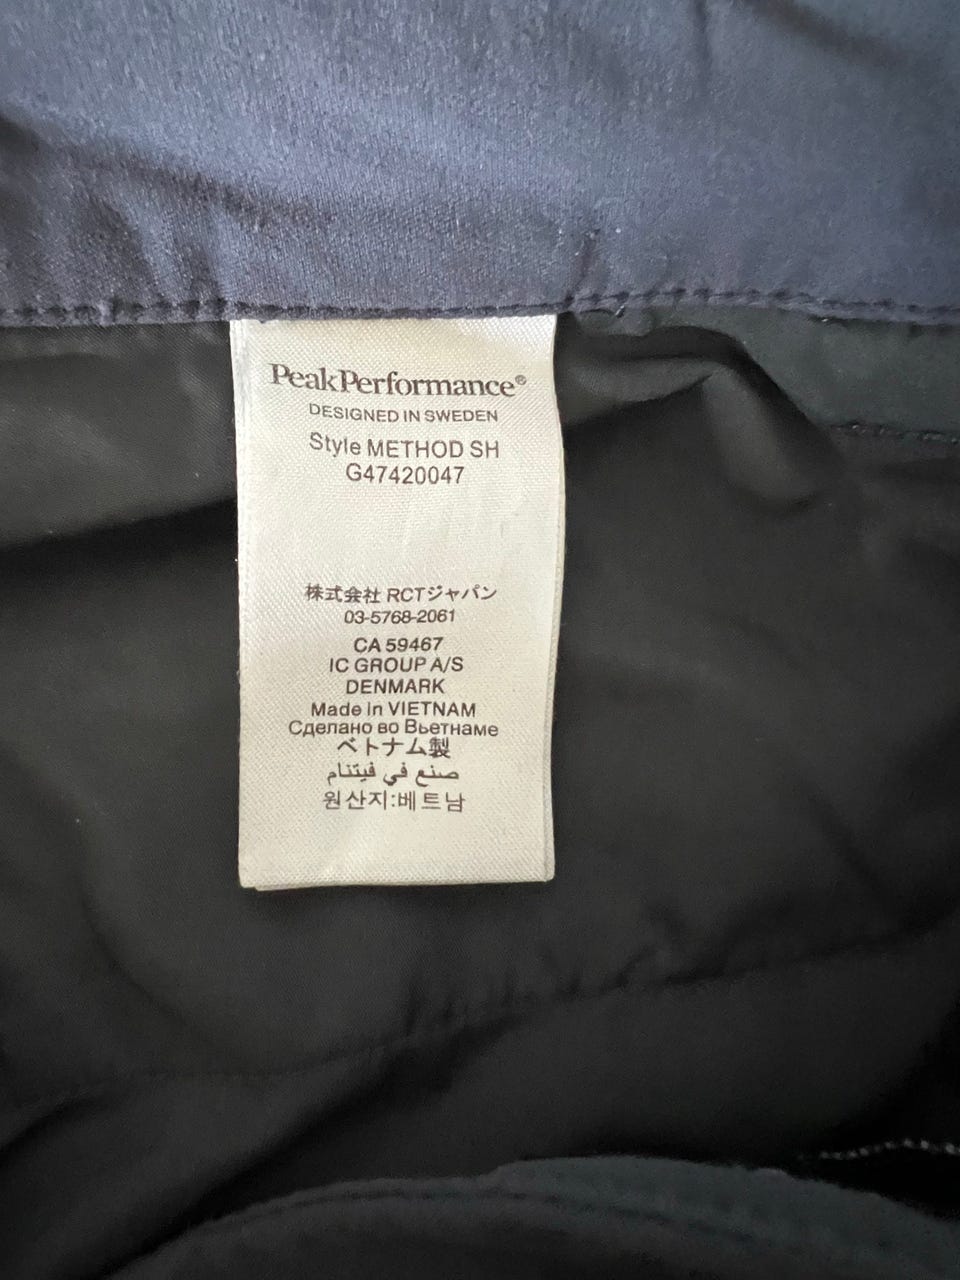 PeakPerformance®
DESIGNED IN SWEDEN
Style METHOD SH
G47420047
株式会社 RCTジャパン
03-5768-2061
CA 59467
IC GROUP A/S
DENMARK
Made in VIETNAM
Сделано во Вьетнаме
ベトナム製
صنع في فيتنام
원산지:베트남